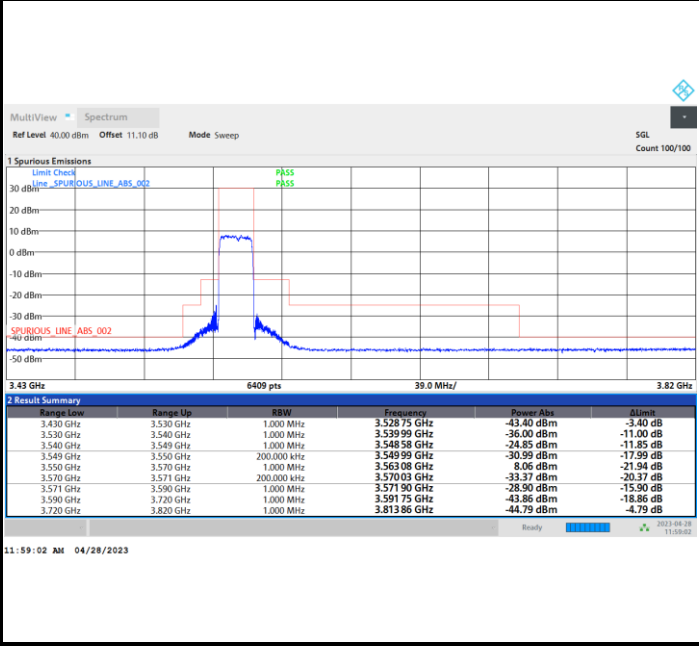 MultiView Spectrum
Ref Level 40.00 dBm Offset 11.10 dB Mode Sweep SGL
Count 100/100
1 Spurious Emissions
Limit Check PASS
Line _SPURIOUS_LINE_ABS_002 PASS
30 dBm
20 dBm
10 dBm
0 dBm
-10 dBm
-20 dBm
-30 dBm
_SPURIOUS_LINE_ABS_002
-40 dBm
-50 dBm
3.43 GHz 6409 pts 39.0 MHz/ 3.82 GHz
2 Result Summary
Range Low Range Up RBW Frequency Power Abs ΔLimit
3.430 GHz 3.530 GHz 1.000 MHz 3.528 75 GHz -43.40 dBm -3.40 dB
3.530 GHz 3.540 GHz 1.000 MHz 3.539 99 GHz -36.00 dBm -11.00 dB
3.540 GHz 3.549 GHz 1.000 MHz 3.548 58 GHz -24.85 dBm -11.85 dB
3.549 GHz 3.550 GHz 200.000 kHz 3.549 99 GHz -30.99 dBm -17.99 dB
3.550 GHz 3.570 GHz 1.000 MHz 3.563 08 GHz 8.06 dBm -21.94 dB
3.570 GHz 3.571 GHz 200.000 kHz 3.570 03 GHz -33.37 dBm -20.37 dB
3.571 GHz 3.590 GHz 1.000 MHz 3.571 90 GHz -28.90 dBm -15.90 dB
3.590 GHz 3.720 GHz 1.000 MHz 3.591 75 GHz -43.86 dBm -18.86 dB
3.720 GHz 3.820 GHz 1.000 MHz 3.813 86 GHz -44.79 dBm -4.79 dB
Ready 2023-04-28
11:59:02
11:59:02 AM 04/28/2023